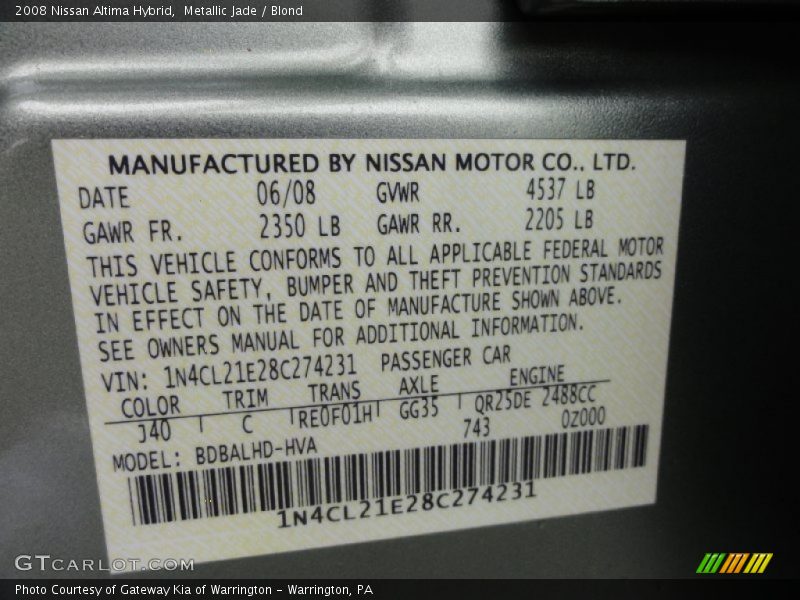 2008 Nissan Altima Hybrid, Metallic Jade / Blond
MANUFACTURED BY NISSAN MOTOR CO., LTD.
DATE 06/08 GVWR 4537 LB
GAWR FR. 2350 LB GAWR RR. 2205 LB
THIS VEHICLE CONFORMS TO ALL APPLICABLE FEDERAL MOTOR
VEHICLE SAFETY, BUMPER AND THEFT PREVENTION STANDARDS
IN EFFECT ON THE DATE OF MANUFACTURE SHOWN ABOVE.
SEE OWNERS MANUAL FOR ADDITIONAL INFORMATION.
VIN: 1N4CL21E28C274231 PASSENGER CAR
COLOR TRIM TRANS AXLE ENGINE
J40 C RE0F01H GG35 QR25DE 2488CC
743 02000
MODEL: BDBALHD-HVA
1N4CL21E28C274231
GTCARLOT.COM
Photo Courtesy of Gateway Kia of Warrington - Warrington, PA